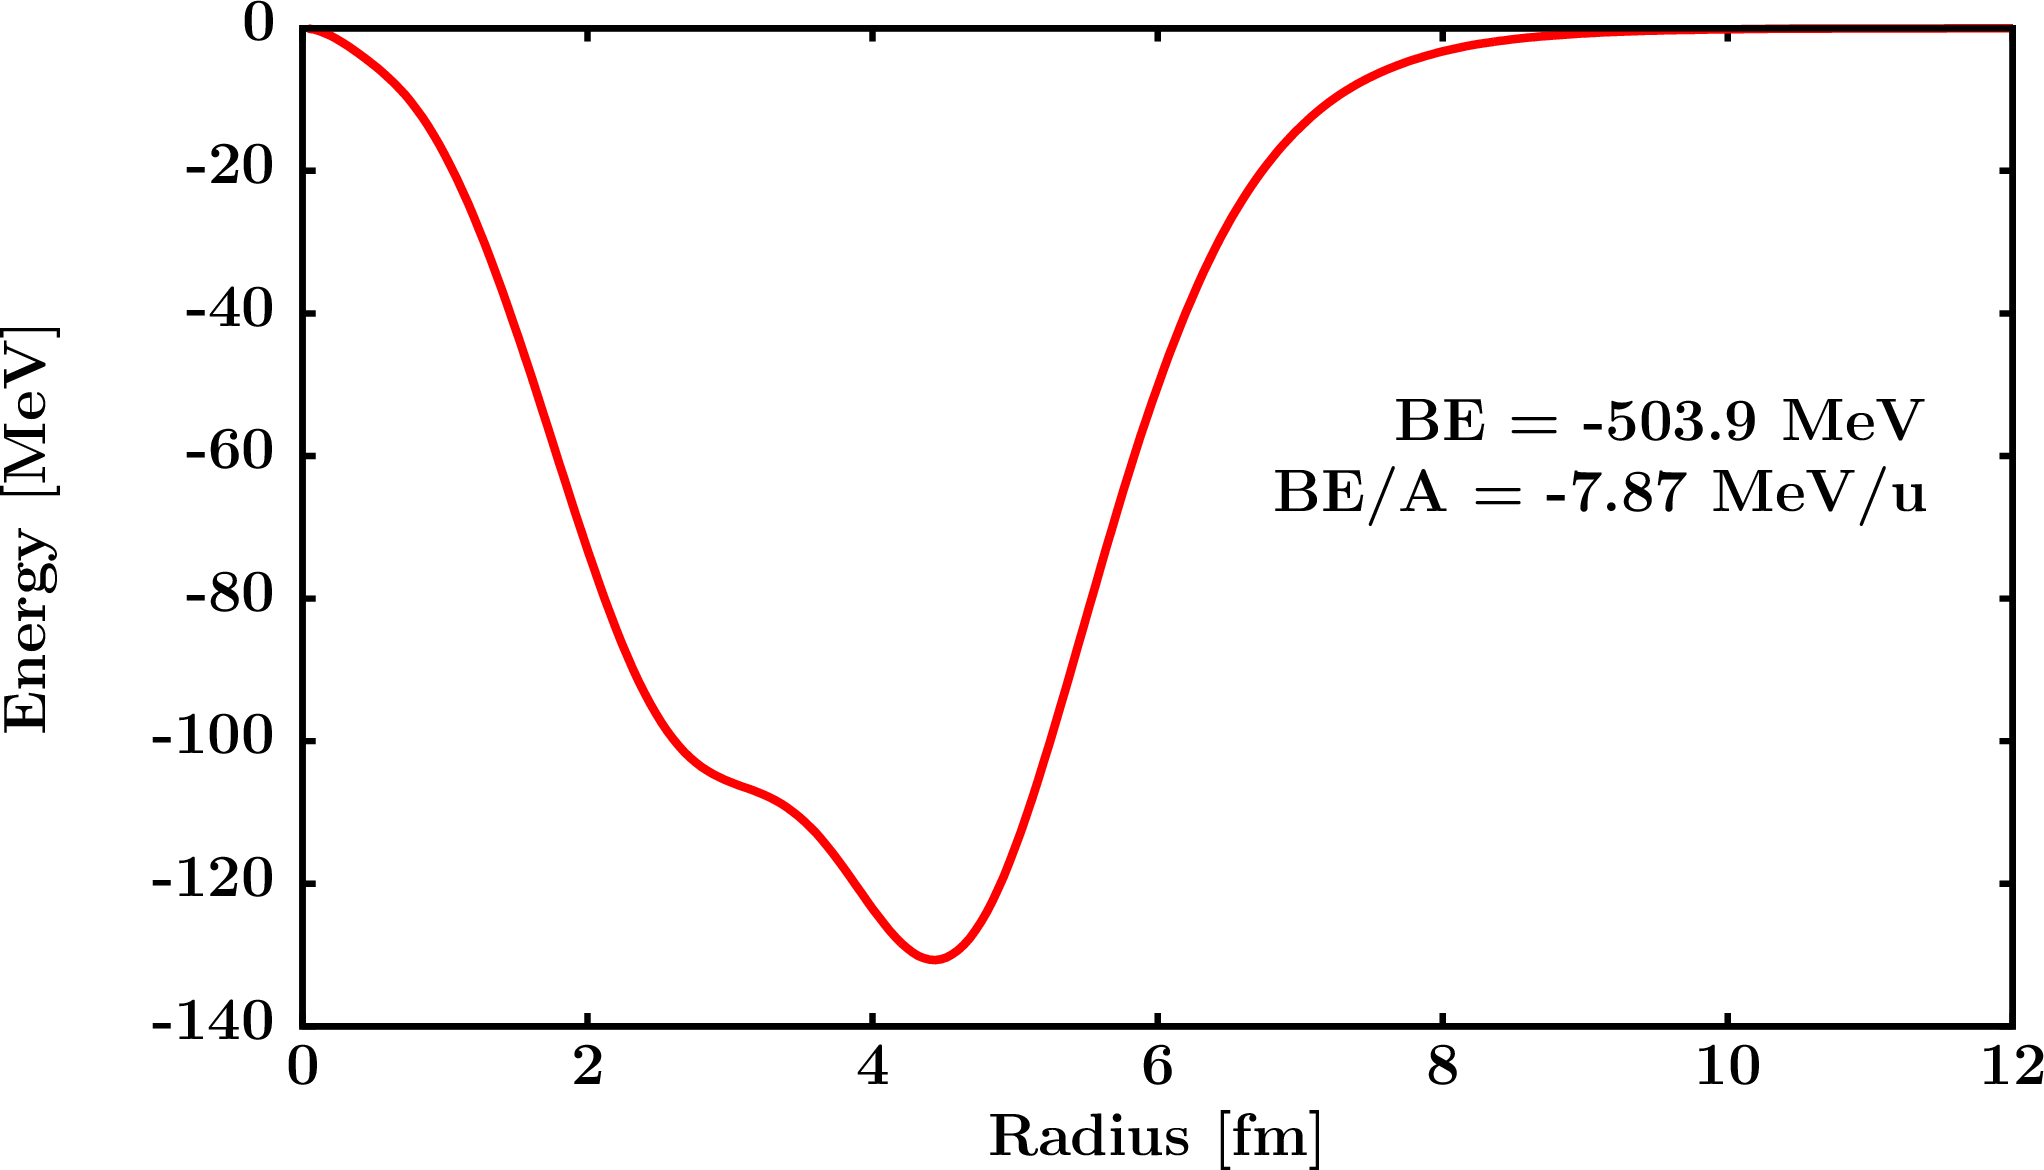 0
-20
-40
-60
-80
-100
-120
-140
Energy [MeV]
BE = -503.9 MeV
BE/A = -7.87 MeV/u
0 2 4 6 8 10 12
Radius [fm]